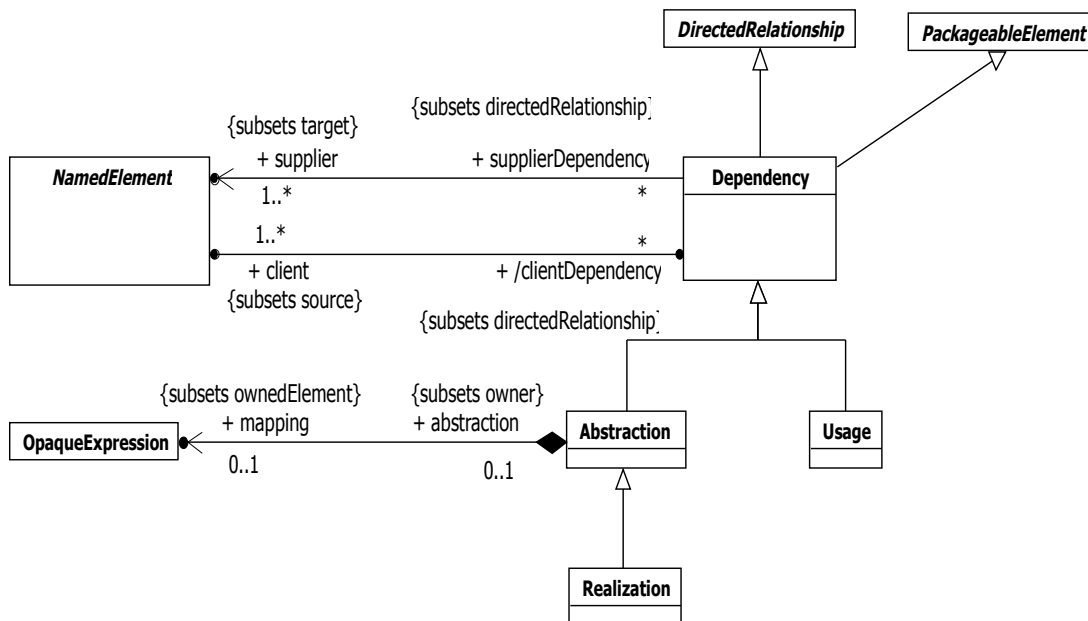 DirectedRelationship
PackageableElement
{subsets directedRelationship}
{subsets target}
+ supplier
+ supplierDependency
NamedElement
Dependency
1..*
*
1..*
*
+ client
+ /clientDependency
{subsets source}
{subsets directedRelationship}
{subsets ownedElement}
{subsets owner}
+ mapping
+ abstraction
OpaqueExpression
Abstraction
Usage
0..1
0..1
Realization